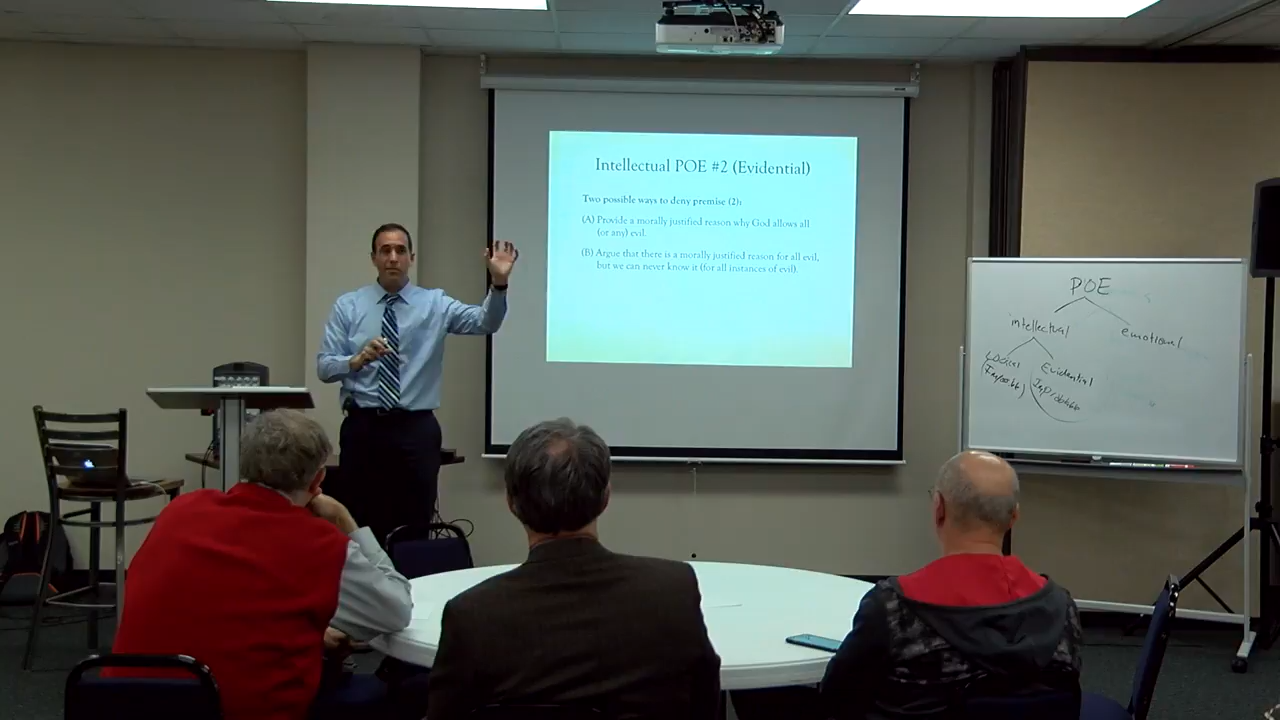 Intellectual POE #2 (Evidential)
Two possible ways to deny premise (2):
(A) Provide a morally justified reason why God allows all
(or any) evil.
(B) Argue that there is a morally justified reason for all evil,
but we can never know it (for all instances of evil).
POE
intellectual
emotional
Logical
Evidential